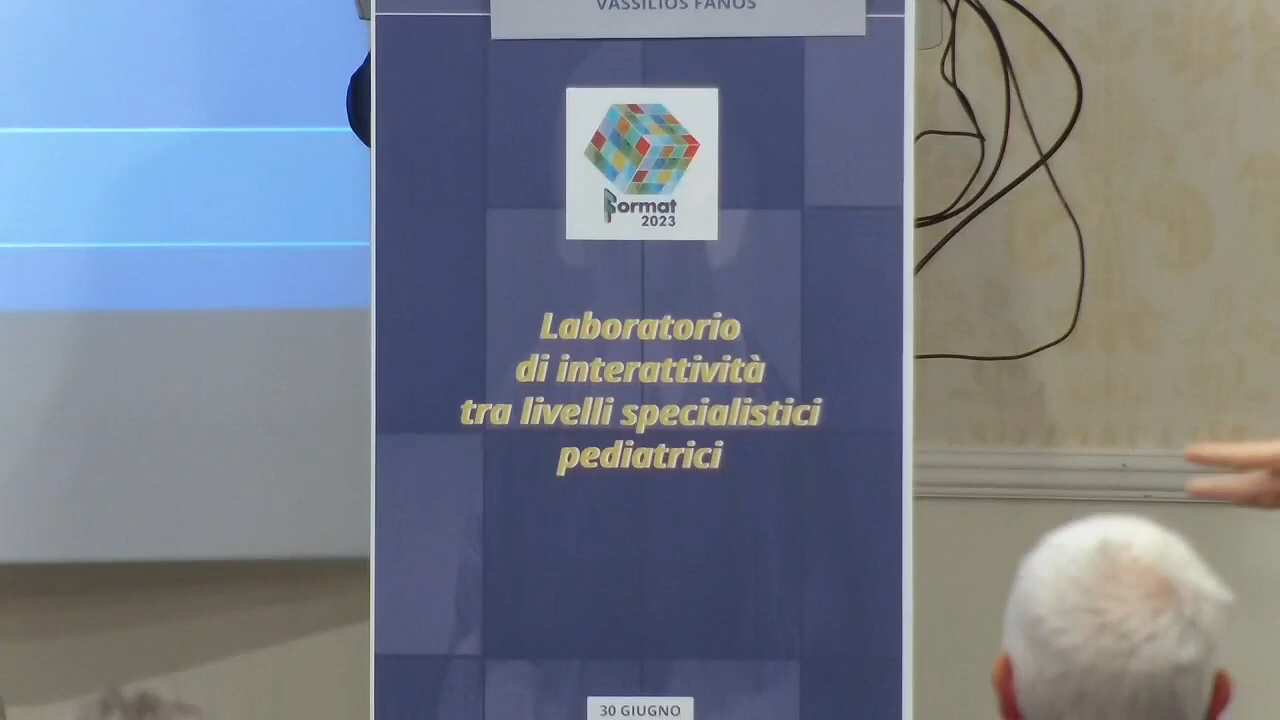 VASSILIOS FANOS
Format
2023
Laboratorio
di interattività
tra livelli specialistici
pediatrici
30 GIUGNO